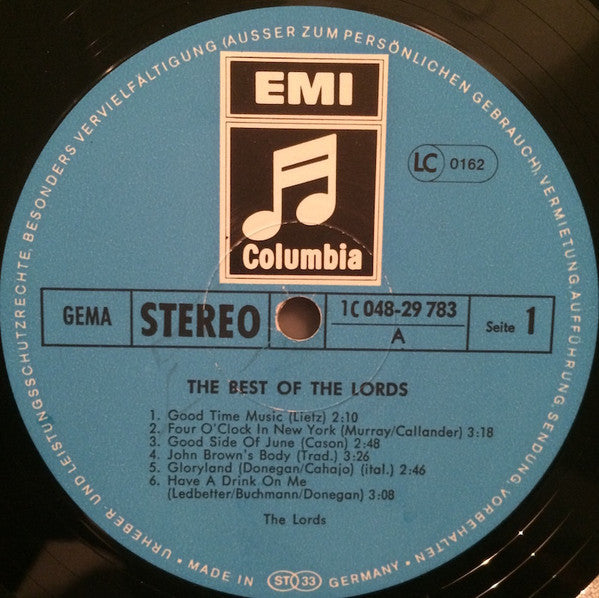 EMI
Columbia
LC 0162
GEMA
STEREO
1C 048-29 783
A
Seite 1
THE BEST OF THE LORDS
1. Good Time Music (Lietz) 2:10
2. Four O'Clock In New York (Murray/Callander) 3:18
3. Good Side Of June (Cason) 2:48
4. John Brown's Body (Trad.) 3:26
5. Gloryland (Donegan/Cahajo) (ital.) 2:46
6. Have A Drink On Me
(Ledbetter/Buchmann/Donegan) 3:08
The Lords
URHEBER- UND LEISTUNGSSCHUTZRECHTE, BESONDERS VERVIELFÄLTIGUNG (AUSSER ZUM PERSÖNLICHEN GEBRAUCH), VERMIETUNG, AUFFÜHRUNG, SENDUNG VORBEHALTEN
• MADE IN ST 33 GERMANY •